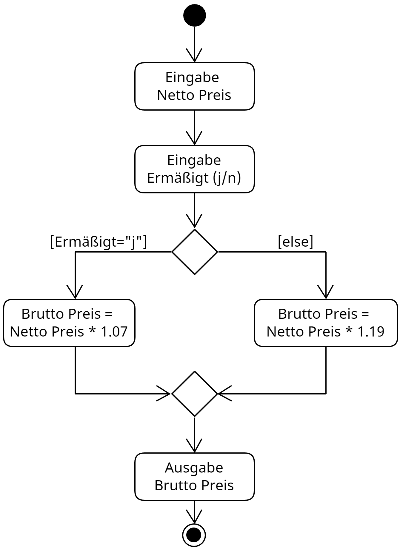 Eingabe
Netto Preis
Eingabe
Ermäßigt (j/n)
[Ermäßigt="j"]
[else]
Brutto Preis =
Netto Preis * 1.07
Brutto Preis =
Netto Preis * 1.19
Ausgabe
Brutto Preis